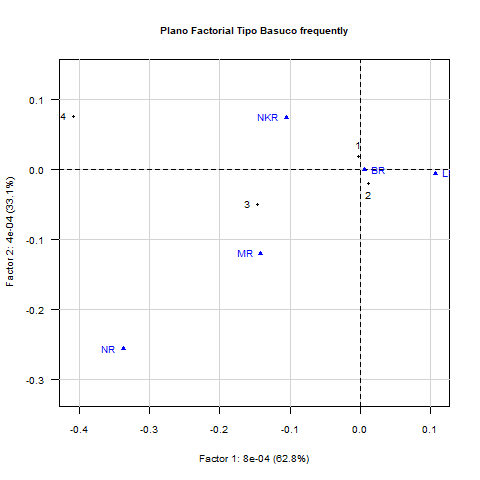 Plano Factorial Tipo Basuco frequently
Factor 2: 4e-04 (33.1%)
0.1
0.0
-0.1
-0.2
-0.3
4
NKR
1
BR
L
2
3
MR
NR
-0.4
-0.3
-0.2
-0.1
0.0
0.1
Factor 1: 8e-04 (62.8%)